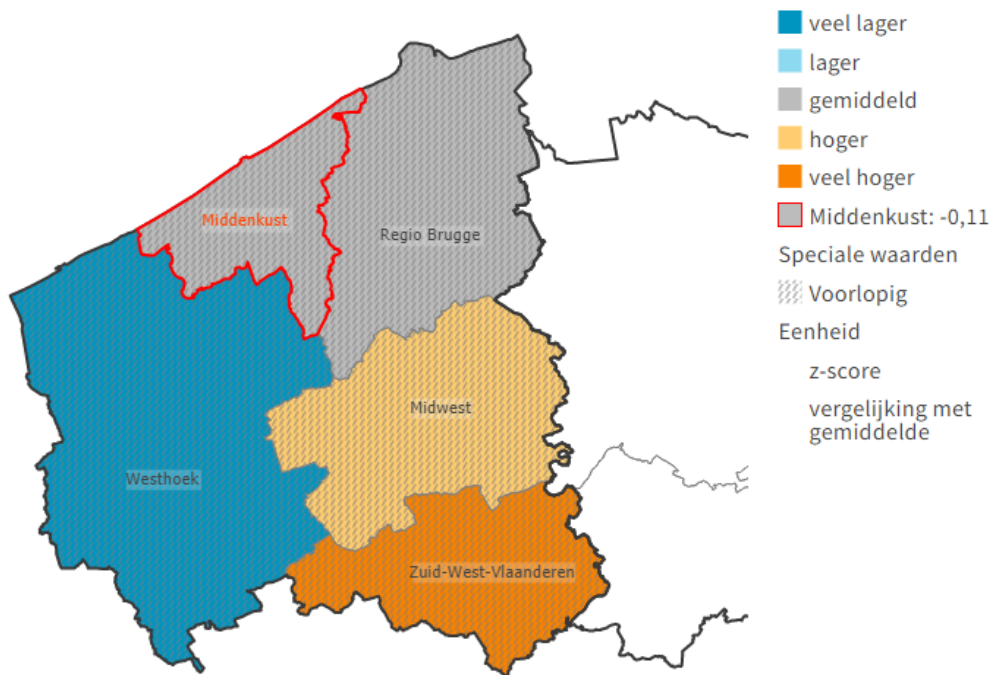 veel lager
lager
gemiddeld
hoger
veel hoger
Middenkust: -0,11
Speciale waarden
Voorlopig
Eenheid
z-score
vergelijking met
gemiddelde
Middenkust
Regio Brugge
Midwest
Westhoek
Zuid-West-Vlaanderen